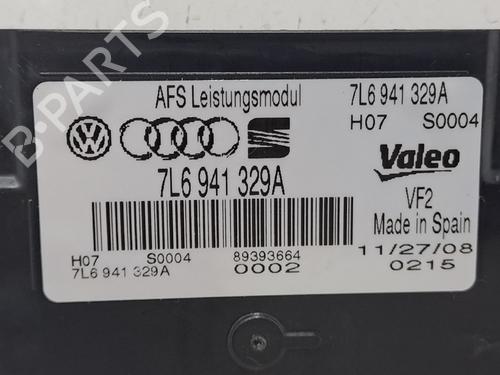 B-PARTS
AFS Leistungsmodul
7L6 941 329A
H07 S0004
7L6 941 329A
Valeo
VF2
Made in Spain
11/27/08
0215
H07 S0004 89393664
7L6 941 329A 0002